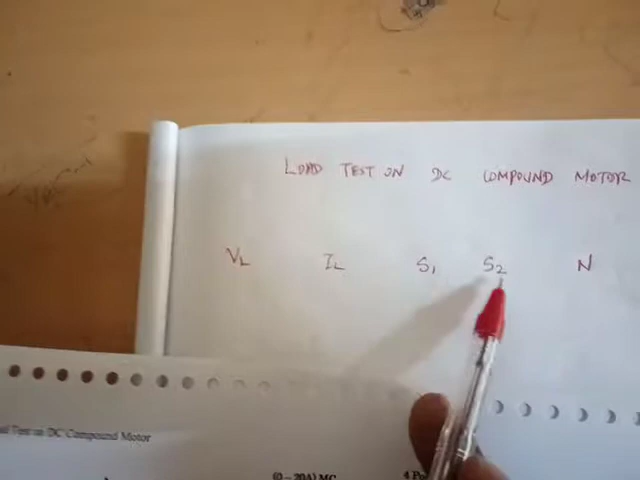 LOAD TEST ON DC COMPOUND MOTOR
VL IL S1 S2 N
Test on DC Compound Motor
(0 – 20A) MC